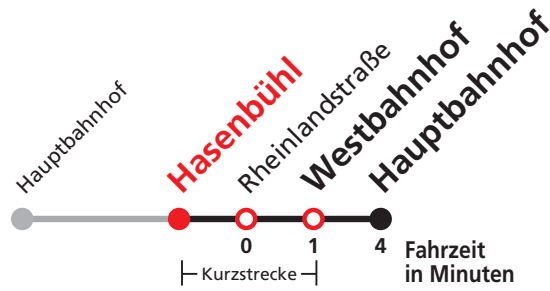 Hauptbahnhof
Hasenbühl
Rheinlandstraße
Westbahnhof
Hauptbahnhof
0 1 4 Fahrzeit
in Minuten
Kurzstrecke